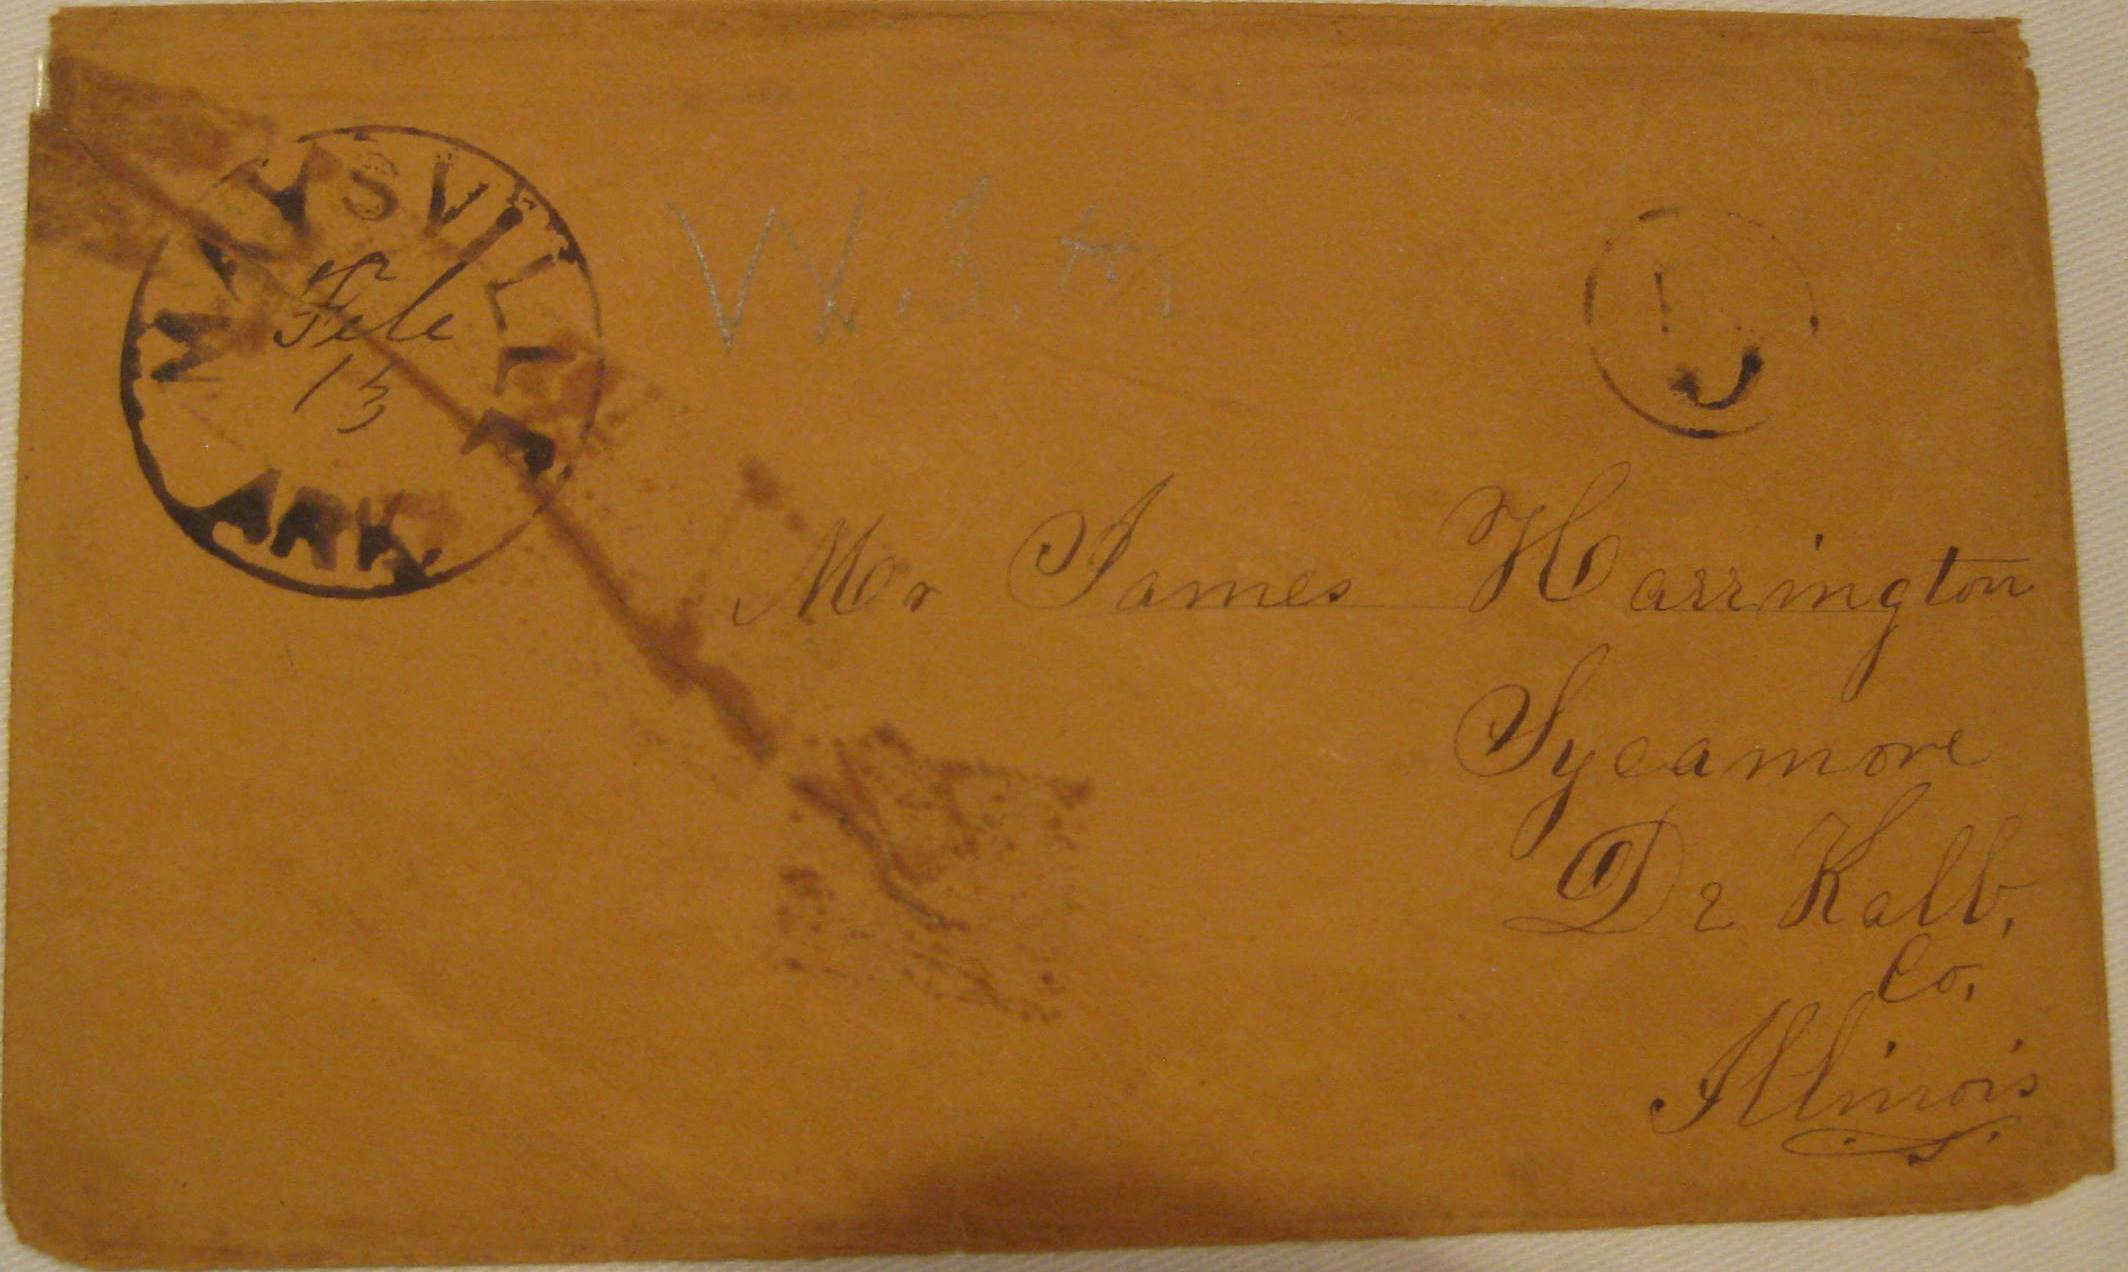 MAYSVILLE
Feb
13
ARK.
Mr James Harrington
Sycamore
De Kalb,
Co,
Illinois